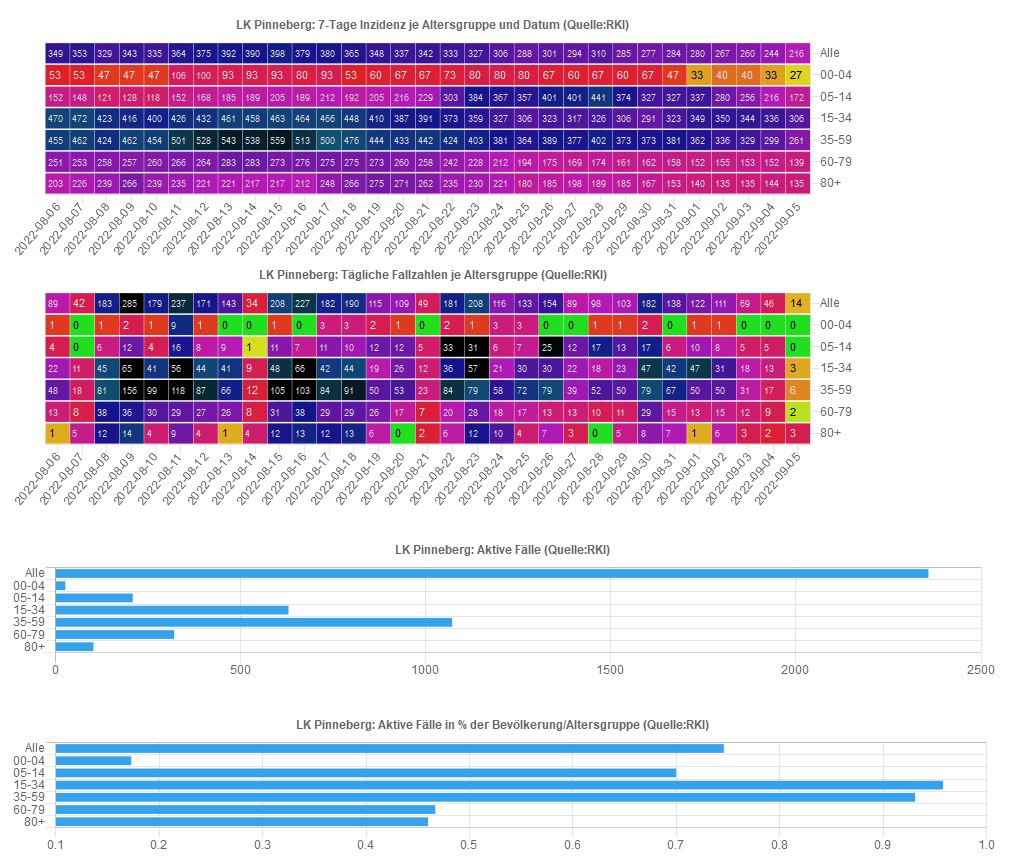 LK Pinneberg: 7-Tage Inzidenz je Altersgruppe und Datum (Quelle:RKI)
349 353 329 343 335 364 375 392 390 398 379 380 365 348 337 342 333 327 306 288 301 294 310 285 277 284 280 267 260 244 216 Alle
53 53 47 47 47 106 100 93 93 93 80 93 53 60 67 67 73 80 80 80 67 60 67 60 67 47 33 40 40 33 27 00-04
152 148 121 128 118 152 168 185 189 205 189 212 192 205 216 229 303 384 367 357 401 401 441 374 327 327 337 280 256 216 172 05-14
470 472 423 416 400 426 432 461 458 463 464 466 448 410 387 391 373 359 327 306 323 317 326 306 291 323 349 350 344 336 306 15-34
455 462 424 462 454 501 528 543 538 559 513 500 476 444 433 442 424 403 381 364 389 377 402 373 373 381 362 336 329 299 261 35-59
251 253 258 257 260 266 264 283 283 273 276 275 275 273 260 258 242 228 212 194 175 169 174 161 162 158 152 155 153 152 139 60-79
203 226 239 266 239 235 221 221 217 217 212 248 266 275 271 262 235 230 221 180 185 198 189 185 167 153 140 135 135 144 135 80+
2022-08-06 2022-08-07 2022-08-08 2022-08-09 2022-08-10 2022-08-11 2022-08-12 2022-08-13 2022-08-14 2022-08-15 2022-08-16 2022-08-17 2022-08-18 2022-08-19 2022-08-20 2022-08-21 2022-08-22 2022-08-23 2022-08-24 2022-08-25 2022-08-26 2022-08-27 2022-08-28 2022-08-29 2022-08-30 2022-08-31 2022-09-01 2022-09-02 2022-09-03 2022-09-04 2022-09-05
LK Pinneberg: Tägliche Fallzahlen je Altersgruppe (Quelle:RKI)
89 42 183 285 179 237 171 143 34 208 227 182 190 115 109 49 181 208 116 133 154 89 98 103 182 138 122 111 69 46 14 Alle
1 0 1 2 1 9 1 0 0 1 0 3 3 2 1 0 2 1 3 3 0 0 1 1 2 0 1 1 0 0 0 00-04
4 0 6 12 4 16 8 9 1 11 7 11 10 12 12 5 33 31 6 7 25 12 17 13 17 6 10 8 5 5 0 05-14
22 11 45 65 41 56 44 41 9 48 66 42 44 19 26 12 36 57 21 30 30 22 18 23 47 42 47 31 18 13 3 15-34
48 18 81 156 99 118 87 66 12 105 103 84 91 50 53 23 84 79 58 72 79 39 52 50 79 67 50 50 31 17 6 35-59
13 8 38 36 30 29 27 26 8 31 38 29 29 26 17 7 20 28 18 17 13 13 10 11 29 15 13 15 12 9 2 60-79
1 5 12 14 4 9 4 1 4 12 13 12 13 6 0 2 6 12 10 4 7 3 0 5 8 7 1 6 3 2 3 80+
2022-08-06 2022-08-07 2022-08-08 2022-08-09 2022-08-10 2022-08-11 2022-08-12 2022-08-13 2022-08-14 2022-08-15 2022-08-16 2022-08-17 2022-08-18 2022-08-19 2022-08-20 2022-08-21 2022-08-22 2022-08-23 2022-08-24 2022-08-25 2022-08-26 2022-08-27 2022-08-28 2022-08-29 2022-08-30 2022-08-31 2022-09-01 2022-09-02 2022-09-03 2022-09-04 2022-09-05
LK Pinneberg: Aktive Fälle (Quelle:RKI)
Alle
00-04
05-14
15-34
35-59
60-79
80+
0 500 1000 1500 2000 2500
LK Pinneberg: Aktive Fälle in % der Bevölkerung/Altersgruppe (Quelle:RKI)
Alle
00-04
05-14
15-34
35-59
60-79
80+
0.1 0.2 0.3 0.4 0.5 0.6 0.7 0.8 0.9 1.0